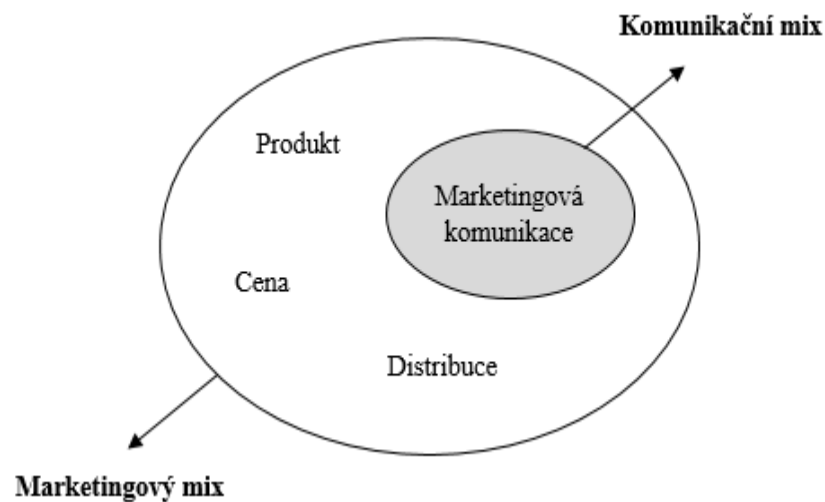 Komunikační mix
Produkt
Marketingová
komunikace
Cena
Distribuce
Marketingový mix